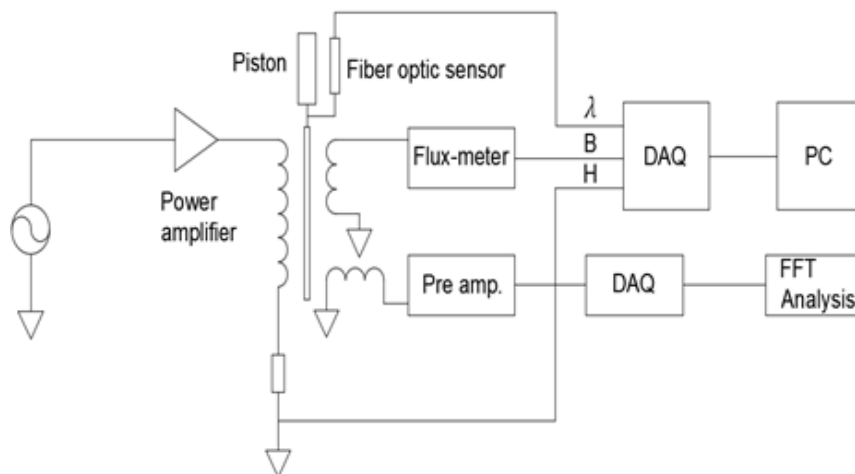 Piston
Fiber optic sensor
λ
B
H
Flux-meter
DAQ
PC
Power
amplifier
Pre amp.
DAQ
FFT
Analysis